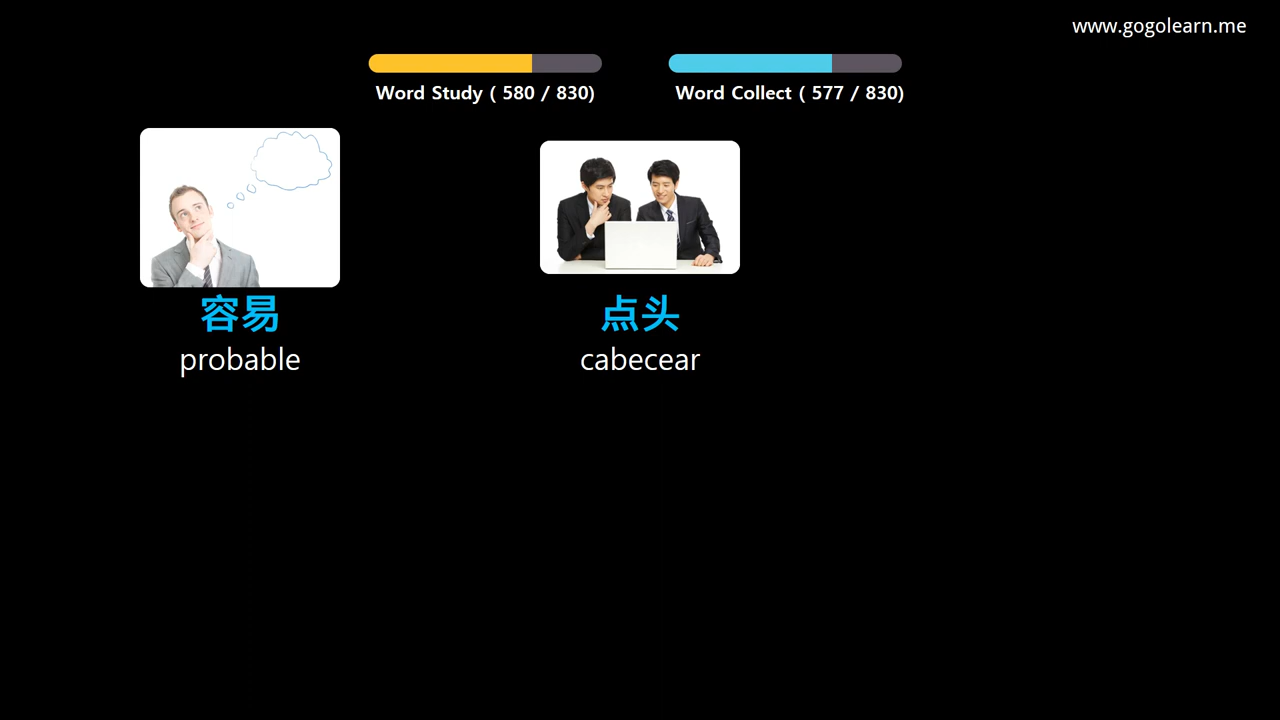 www.gogolearn.me
Word Study ( 580 / 830)
Word Collect ( 577 / 830)
容易
probable
点头
cabecear